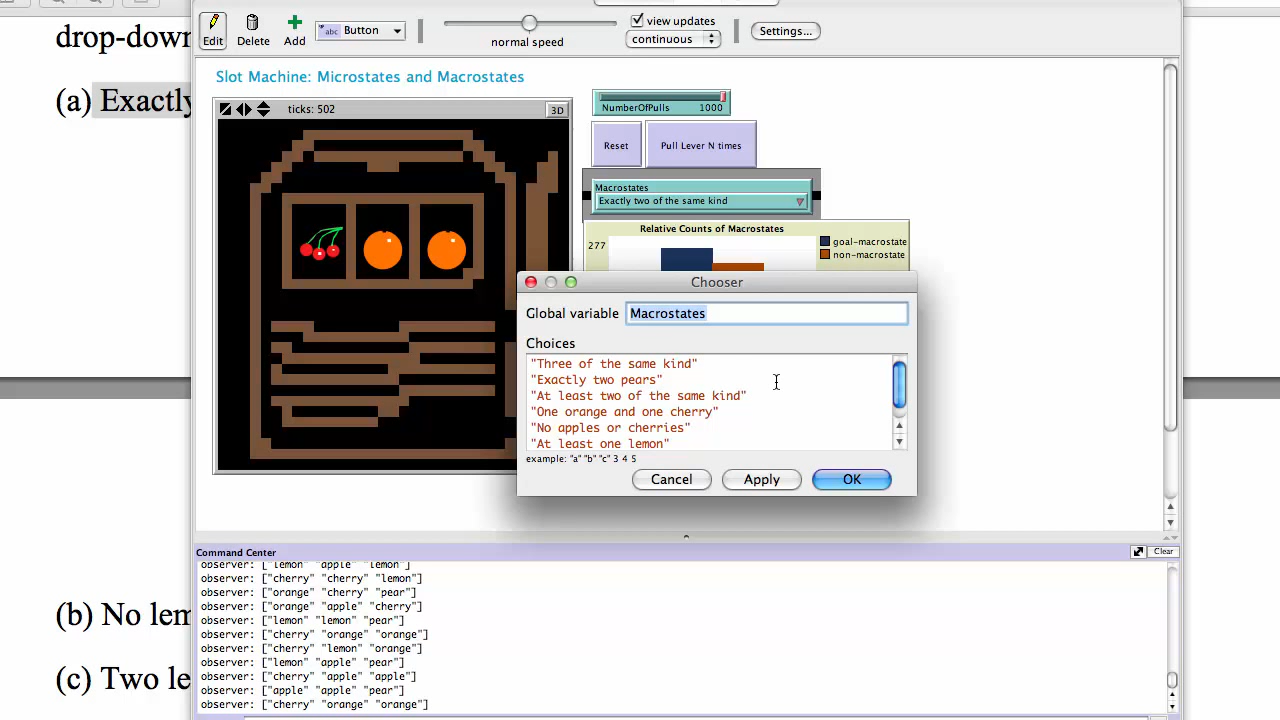 drop-down
(a) Exactly
(b) No lem
(c) Two le
Edit
Delete
Add
abc Button
normal speed
view updates
continuous
Settings...
Slot Machine: Microstates and Macrostates
ticks: 502
3D
NumberOfPulls 1000
Reset
Pull Lever N times
Macrostates
Exactly two of the same kind
Relative Counts of Macrostates
277
goal-macrostate
non-macrostate
Chooser
Global variable Macrostates
Choices
"Three of the same kind"
"Exactly two pears"
"At least two of the same kind"
"One orange and one cherry"
"No apples or cherries"
"At least one lemon"
example: "a" "b" "c" 3 4 5
Cancel
Apply
OK
Command Center
Clear
observer: ["lemon" "apple" "lemon"]
observer: ["cherry" "cherry" "lemon"]
observer: ["orange" "cherry" "pear"]
observer: ["orange" "apple" "cherry"]
observer: ["lemon" "lemon" "pear"]
observer: ["cherry" "orange" "orange"]
observer: ["cherry" "lemon" "orange"]
observer: ["lemon" "apple" "pear"]
observer: ["cherry" "apple" "apple"]
observer: ["apple" "apple" "pear"]
observer: ["cherry" "orange" "orange"]